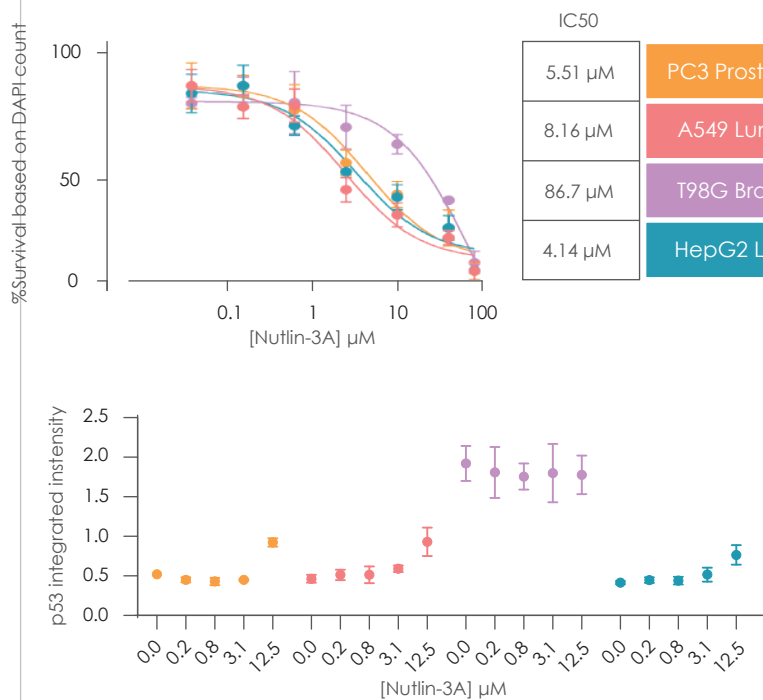 IC50
%Survival based on DAPI count
100
50
0
0.1 1 10 100
[Nutlin-3A] µM
5.51 µM PC3 Prost
8.16 µM A549 Lun
86.7 µM T98G Bra
4.14 µM HepG2 L
p53 integrated instensity
2.5
2.0
1.5
1.0
0.5
0.0
0.0 0.2 0.8 3.1 12.5 0.0 0.2 0.8 3.1 12.5 0.0 0.2 0.8 3.1 12.5 0.0 0.2 0.8 3.1 12.5
[Nutlin-3A] µM